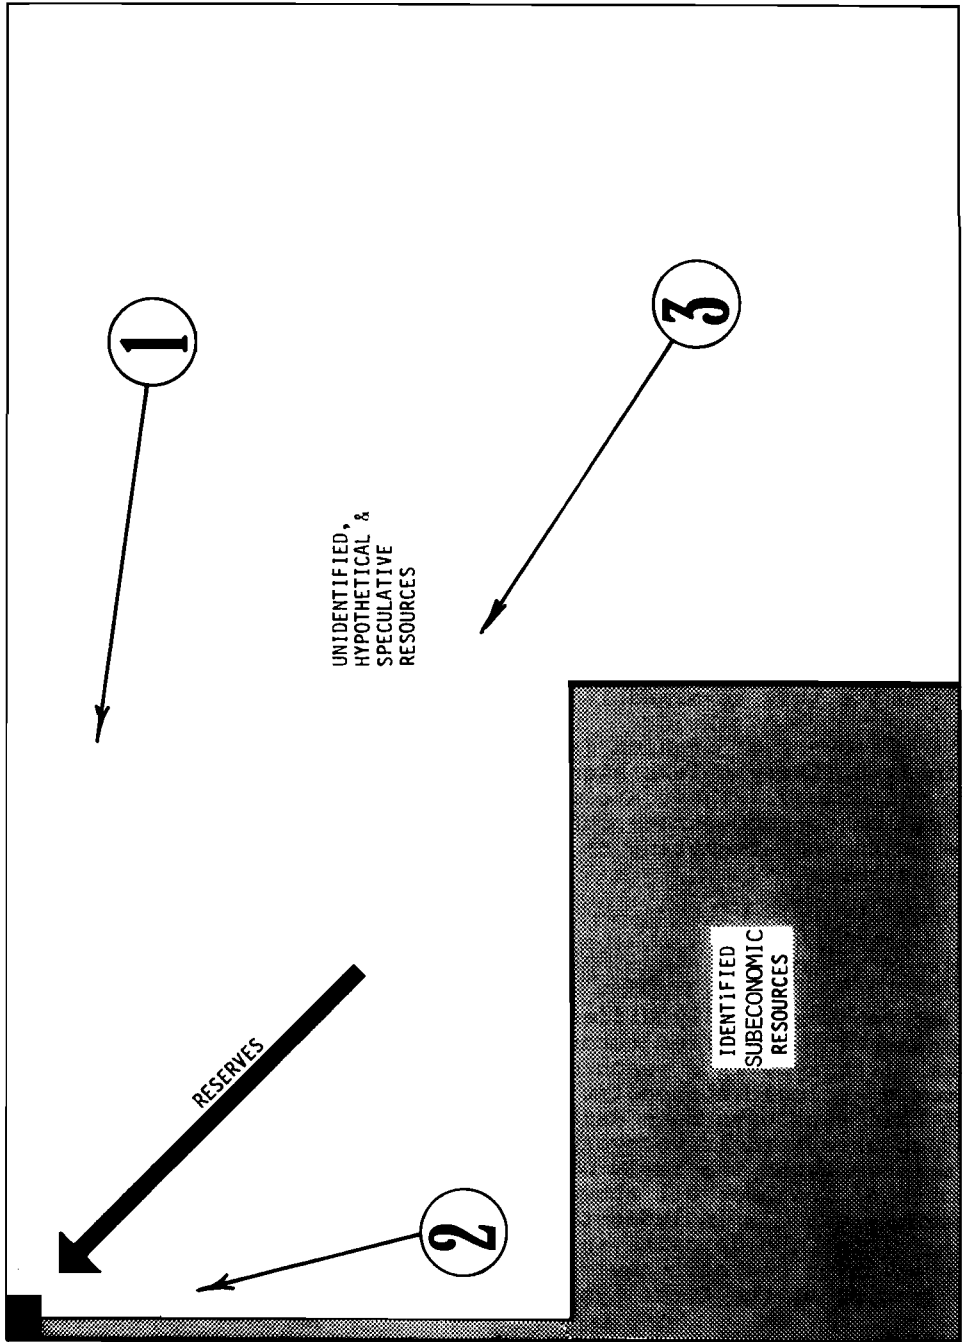 RESERVES
2
IDENTIFIED
SUBECONOMIC
RESOURCES
UNIDENTIFIED,
HYPOTHETICAL &
SPECULATIVE
RESOURCES
1
3